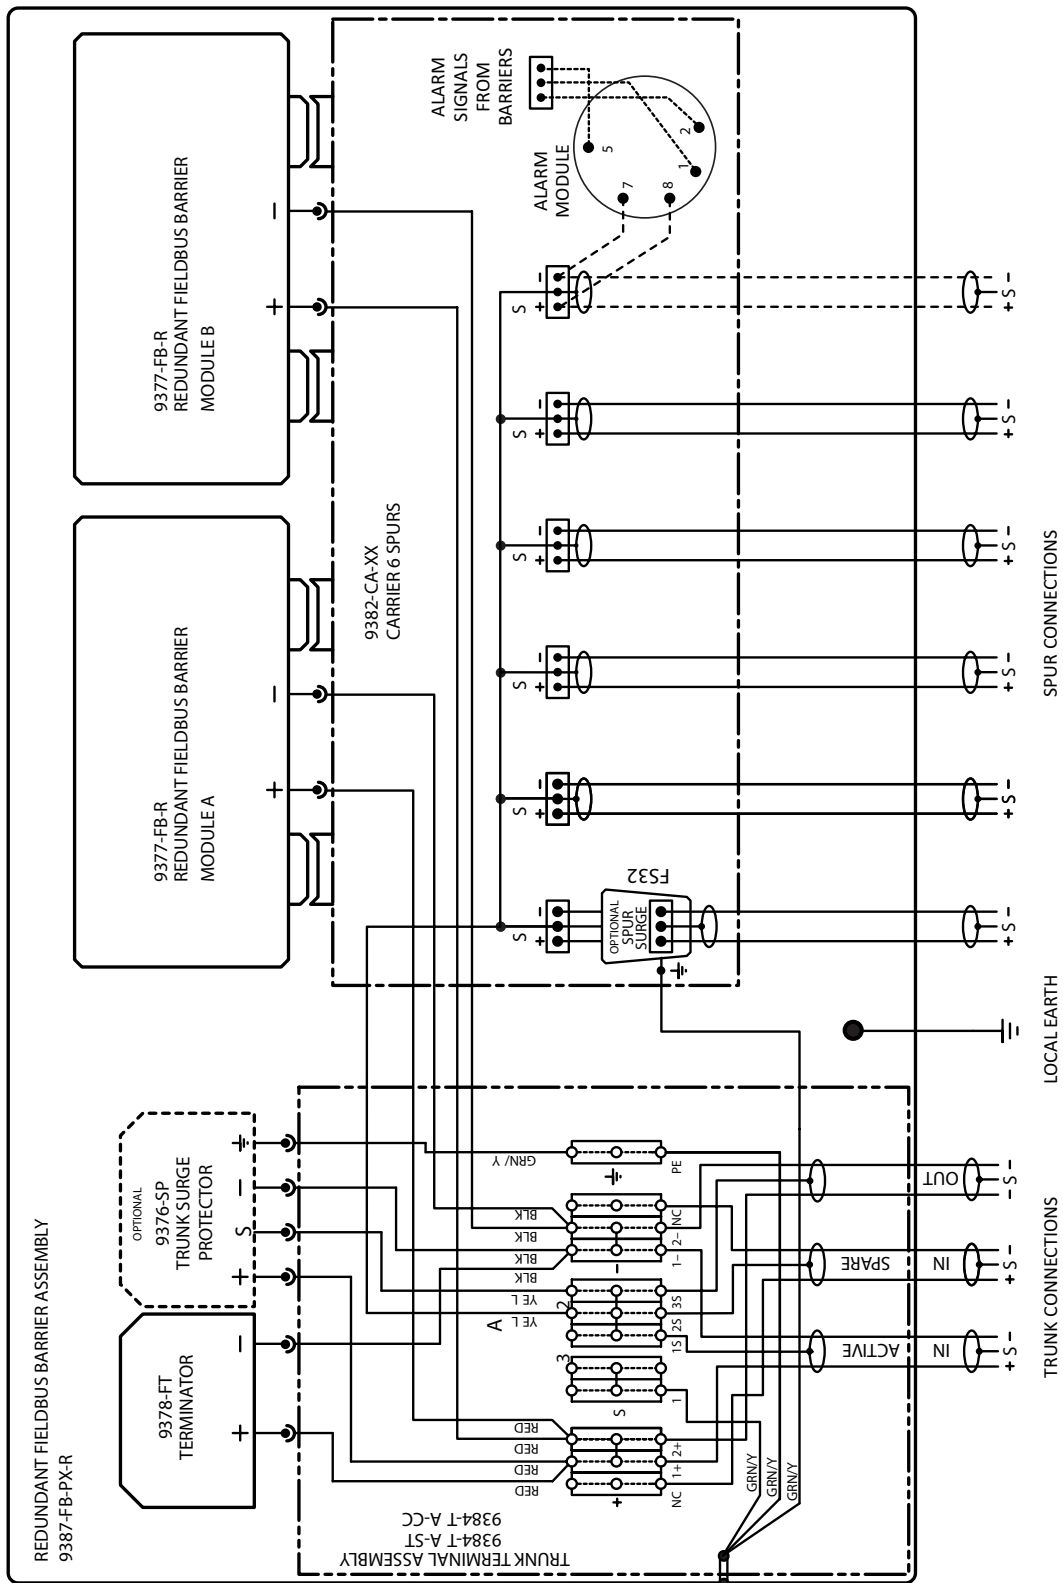 REDUNDANT FIELDBUS BARRIER ASSEMBLY
9387-FB-PX-R
9378-FT
TERMINATOR
+
–
OPTIONAL
9376-SP
TRUNK SURGE
PROTECTOR
+
S
–
9377-FB-R
REDUNDANT FIELDBUS BARRIER
MODULE A
+
–
9377-FB-R
REDUNDANT FIELDBUS BARRIER
MODULE B
+
–
9382-CA-XX
CARRIER 6 SPURS
ALARM
SIGNALS
FROM
BARRIERS
ALARM
MODULE
5
2
1
7
8
TRUNK TERMINAL ASSEMBLY
9384-T A-ST
9384-T A-CC
RED
RED
RED
RED
YE L
YE L
BLK
BLK
BLK
BLK
GRN/Y
A
3
2
+
S
–
NC
1+
2+
1
1S
2S
3S
1–
2–
NC
PE
GRN/Y
GRN/Y
GRN/Y
+
S
–
+
S
–
+
S
–
+
S
–
+
S
–
+
S
–
OPTIONAL
SPUR
SURGE
FS32
ACTIVE
IN
+
S
–
SPARE
IN
+
S
–
OUT
–
S
–
+
S
–
+
S
–
+
S
–
+
S
–
+
S
–
+
S
–
TRUNK CONNECTIONS
LOCAL EARTH
SPUR CONNECTIONS